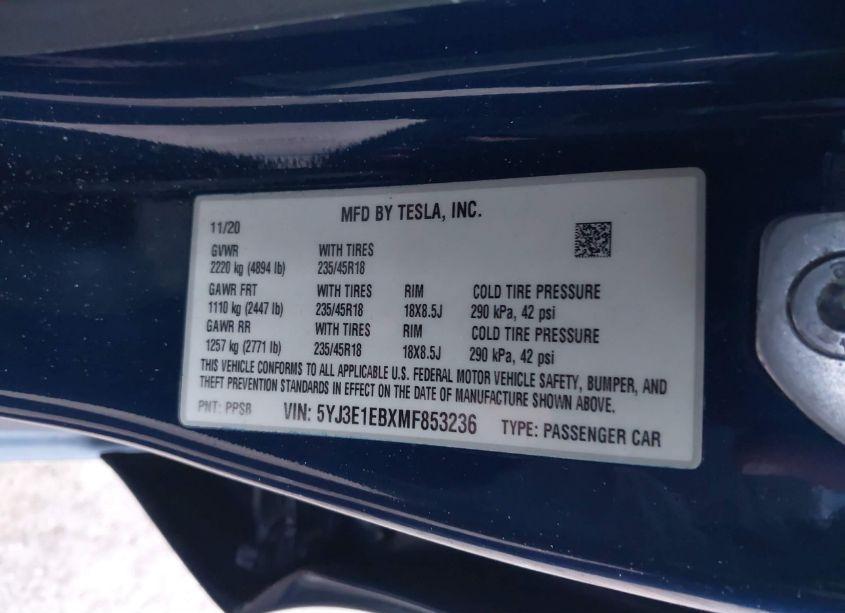 MFD BY TESLA, INC.
11/20
GVWR WITH TIRES
2220 kg (4894 lb) 235/45R18
GAWR FRT WITH TIRES RIM COLD TIRE PRESSURE
1110 kg (2447 lb) 235/45R18 18X8.5J 290 kPa, 42 psi
GAWR RR WITH TIRES RIM COLD TIRE PRESSURE
1257 kg (2771 lb) 235/45R18 18X8.5J 290 kPa, 42 psi
THIS VEHICLE CONFORMS TO ALL APPLICABLE U.S. FEDERAL MOTOR VEHICLE SAFETY, BUMPER, AND
THEFT PREVENTION STANDARDS IN EFFECT ON THE DATE OF MANUFACTURE SHOWN ABOVE.
PNT: PPSB VIN: 5YJ3E1EBXMF853236 TYPE: PASSENGER CAR